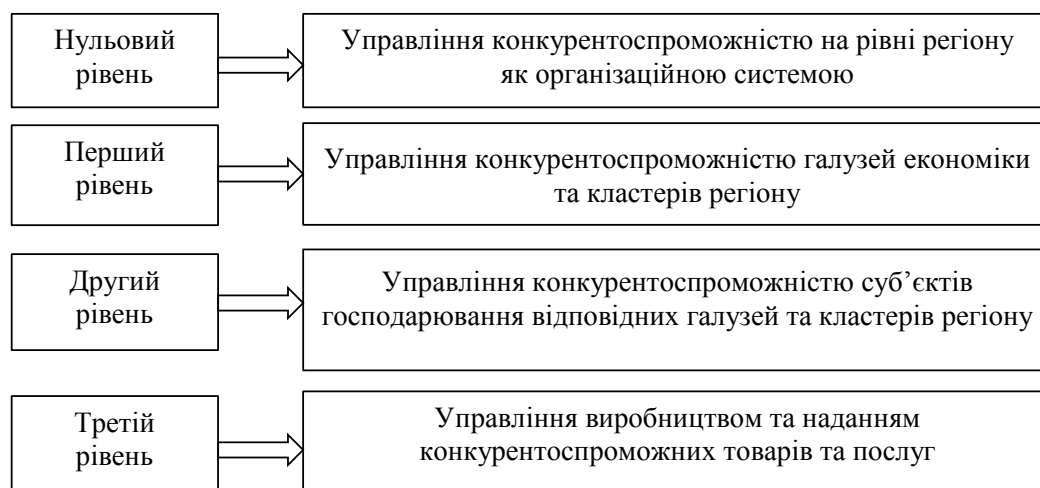 Нульовий
рівень
Управління конкурентоспроможністю на рівні регіону
як організаційною системою
Перший
рівень
Управління конкурентоспроможністю галузей економіки
та кластерів регіону
Другий
рівень
Управління конкурентоспроможністю суб’єктів
господарювання відповідних галузей та кластерів регіону
Третій
рівень
Управління виробництвом та наданням
конкурентоспроможних товарів та послуг